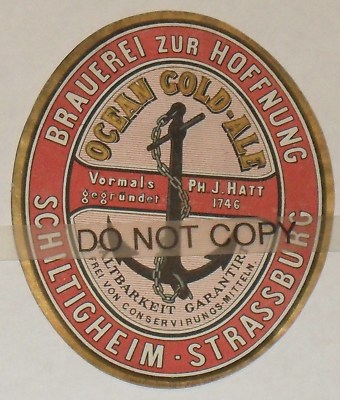 BRAUEREI ZUR HOFFNUNG
OCEAN GOLD-ALE
Vormals PH. J. HATT
gegründet 1746
DO NOT COPY
HALTBARKEIT GARANTIRT
FREI VON CONSERVIRUNGS-MITTELN.
SCHILTIGHEIM · STRASSBURG